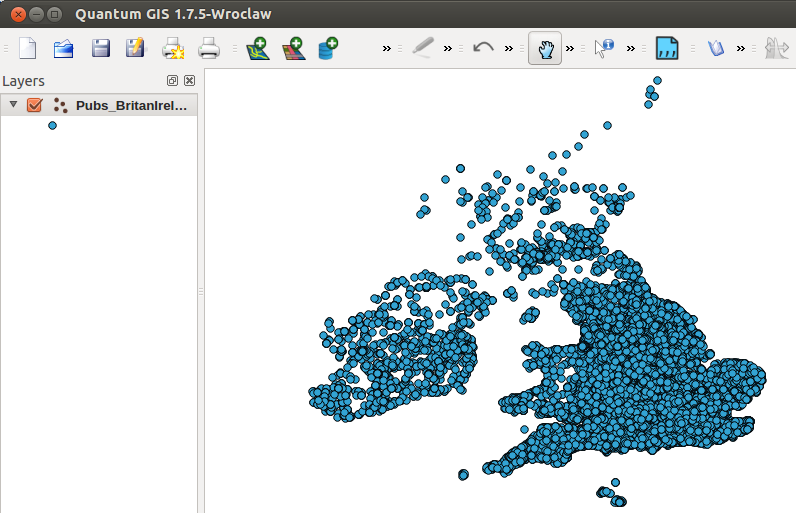 Quantum GIS 1.7.5-Wroclaw
Layers
Pubs_BritanIrel...